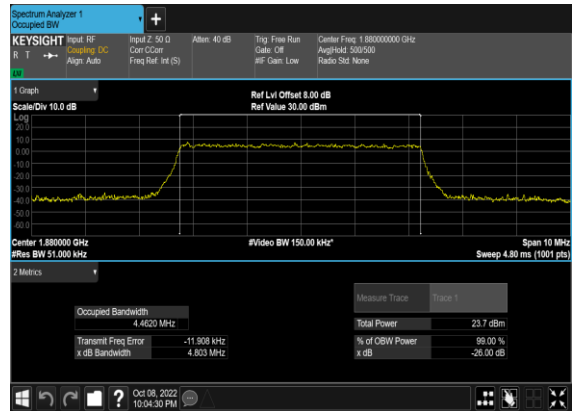 Spectrum Analyzer 1
Occupied BW
+
KEYSIGHT Input: RF Input Z: 50 Ω Atten: 40 dB Trig: Free Run Center Freq: 1.880000000 GHz
R T Coupling: DC Corr CCorr Gate: Off Avg|Hold: 500/500
Align: Auto Freq Ref: Int (S) #IF Gain: Low Radio Std: None
LXI
1 Graph
Scale/Div 10.0 dB Ref Lvl Offset 8.00 dB
Ref Value 30.00 dBm
Log
20.0
10.0
0.00
-10.0
-20.0
-30.0
-40.0
-50.0
-60.0
Center 1.880000 GHz #Video BW 150.00 kHz* Span 10 MHz
#Res BW 51.000 kHz Sweep 4.80 ms (1001 pts)
2 Metrics
Measure Trace Trace 1
Occupied Bandwidth
4.4620 MHz Total Power 23.7 dBm
Transmit Freq Error -11.908 kHz % of OBW Power 99.00 %
x dB Bandwidth 4.803 MHz x dB -26.00 dB
Oct 08, 2022
10:04:30 PM